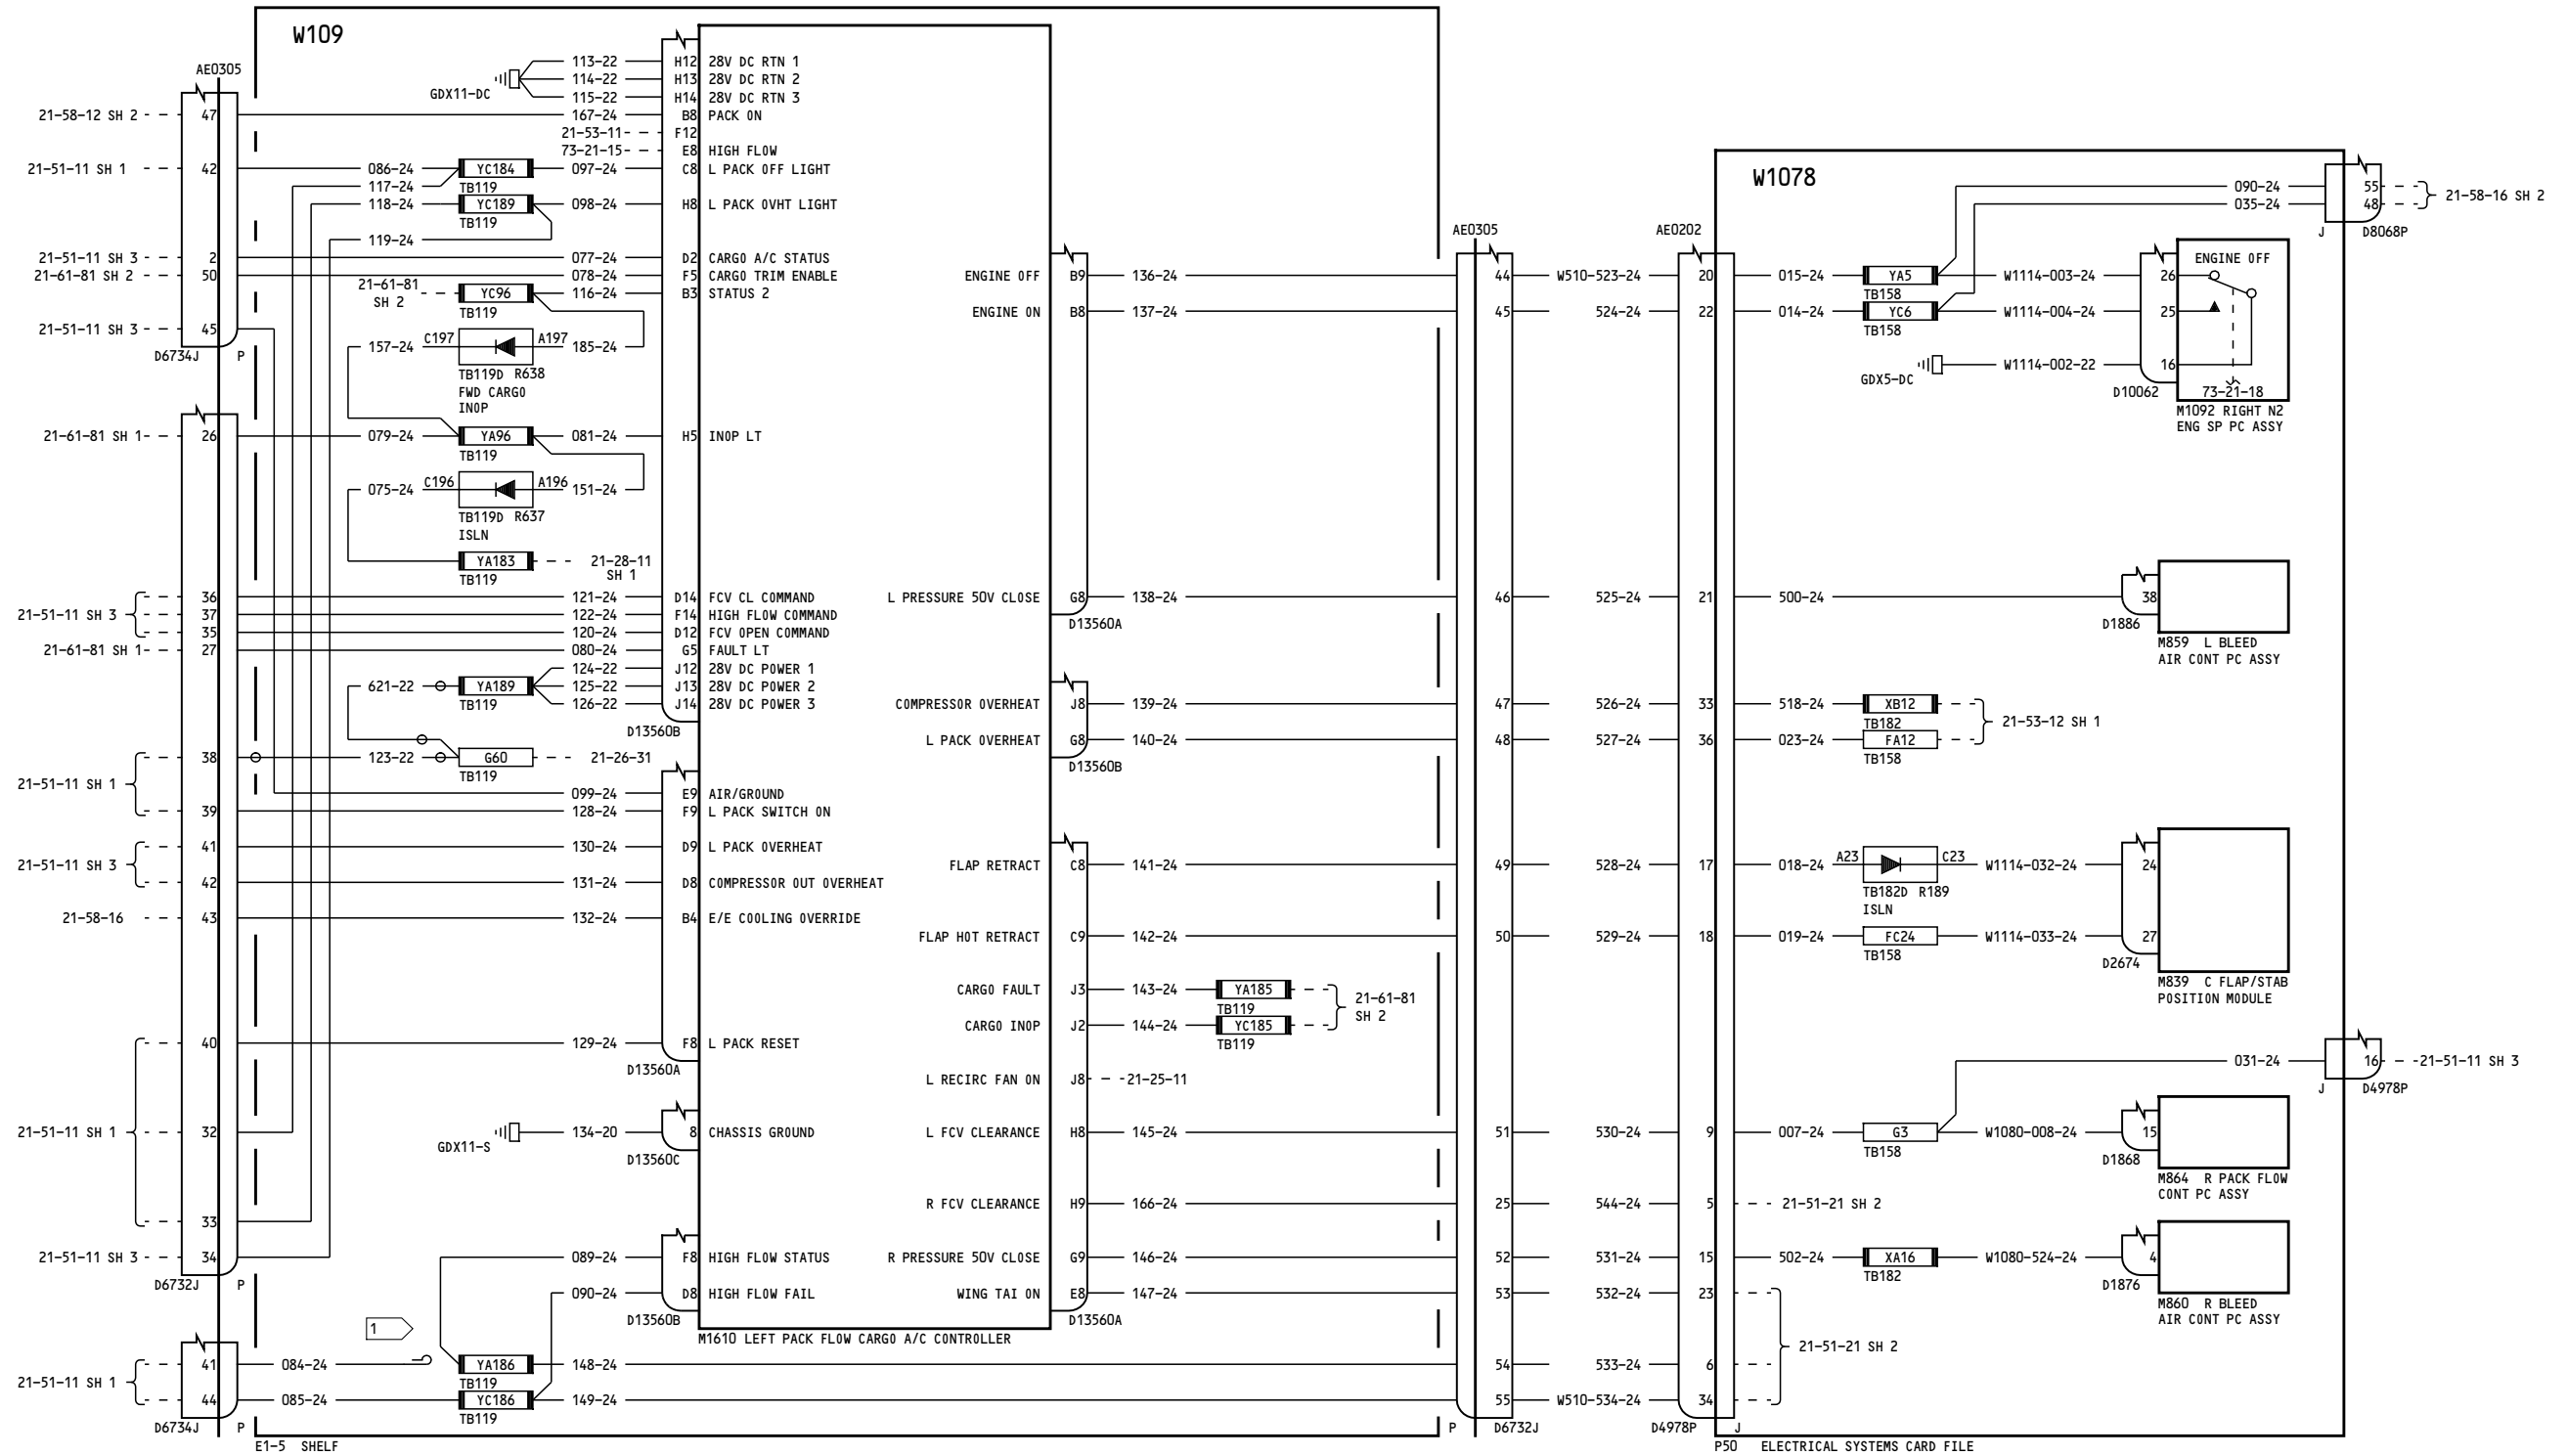 W109
AE0305
21-58-12 SH 2
47
21-51-11 SH 1
42
21-51-11 SH 3
2
21-61-81 SH 2
50
21-51-11 SH 3
45
D6734J P
GDX11-DC
113-22 H12 28V DC RTN 1
114-22 H13 28V DC RTN 2
115-22 H14 28V DC RTN 3
167-24 B8 PACK ON
21-53-11 F12
73-21-15 E8 HIGH FLOW
086-24 YC184 097-24 C8 L PACK OFF LIGHT
117-24 TB119
118-24 YC189 098-24 H8 L PACK OVHT LIGHT
TB119
119-24
077-24 D2 CARGO A/C STATUS
078-24 F5 CARGO TRIM ENABLE
21-61-81
SH 2
YC96 116-24 B3 STATUS 2
TB119
157-24 C197 A197 185-24
TB119D R638
FWD CARGO
INOP
21-61-81 SH 1 26 079-24 YA96 081-24 H5 INOP LT
TB119
075-24 C196 A196 151-24
TB119D R637
ISLN
YA183 21-28-11
SH 1
TB119
21-51-11 SH 3
36 121-24 D14 FCV CL COMMAND
37 122-24 F14 HIGH FLOW COMMAND
35 120-24 D12 FCV OPEN COMMAND
21-61-81 SH 1 27 080-24 G5 FAULT LT
124-22 J12 28V DC POWER 1
621-22 YA189 125-22 J13 28V DC POWER 2
TB119 126-22 J14 28V DC POWER 3
D13560B
21-51-11 SH 1
38 123-22 G60 21-26-31
TB119
099-24 E9 AIR/GROUND
39 128-24 F9 L PACK SWITCH ON
21-51-11 SH 3
41 130-24 D9 L PACK OVERHEAT
42 131-24 D8 COMPRESSOR OUT OVERHEAT
21-58-16 43 132-24 B4 E/E COOLING OVERRIDE
40 129-24 F8 L PACK RESET
D13560A
21-51-11 SH 1
32
GDX11-S 134-20 8 CHASSIS GROUND
D13560C
33
21-51-11 SH 3 34
D6732J P
089-24 F8 HIGH FLOW STATUS
090-24 D8 HIGH FLOW FAIL
D13560B
1
21-51-11 SH 1
41 084-24 YA186 148-24
TB119
44 085-24 YC186 149-24
TB119
D6734J P
E1-5 SHELF
M1610 LEFT PACK FLOW CARGO A/C CONTROLLER
ENGINE OFF B9 136-24
ENGINE ON B8 137-24
L PRESSURE 50V CLOSE G8 138-24
D13560A
COMPRESSOR OVERHEAT J8 139-24
L PACK OVERHEAT G8 140-24
D13560B
FLAP RETRACT C8 141-24
FLAP HOT RETRACT C9 142-24
CARGO FAULT J3 143-24 YA185
TB119
CARGO INOP J2 144-24 YC185
TB119
21-61-81
SH 2
L RECIRC FAN ON J8 21-25-11
L FCV CLEARANCE H8 145-24
R FCV CLEARANCE H9 166-24
R PRESSURE 50V CLOSE G9 146-24
WING TAI ON E8 147-24
D13560A
AE0305 AE0202
44 W510-523-24 20
45 524-24 22
46 525-24 21
47 526-24 33
48 527-24 36
49 528-24 17
50 529-24 18
51 530-24 9
25 544-24 5
52 531-24 15
53 532-24 23
54 533-24 6
55 W510-534-24 34
P D6732J D4978P J
W1078
090-24 55
035-24 48
21-58-16 SH 2
J D8068P
015-24 YA5 W1114-003-24 26
TB158
014-24 YC6 W1114-004-24 25
TB158
GDX5-DC W1114-002-22 16
ENGINE OFF
D10062 73-21-18
M1092 RIGHT N2
ENG SP PC ASSY
500-24 38
D1886
M859 L BLEED
AIR CONT PC ASSY
518-24 XB12
TB182
023-24 FA12
TB158
21-53-12 SH 1
018-24 A23 C23 W1114-032-24 24
TB182D R189
ISLN
019-24 FC24 W1114-033-24 27
TB158
D2674
M839 C FLAP/STAB
POSITION MODULE
031-24 16 21-51-11 SH 3
J D4978P
007-24 G3 W1080-008-24 15
TB158
D1868
M864 R PACK FLOW
CONT PC ASSY
21-51-21 SH 2
502-24 XA16 W1080-524-24 4
TB182
D1876
M860 R BLEED
AIR CONT PC ASSY
21-51-21 SH 2
P50 ELECTRICAL SYSTEMS CARD FILE